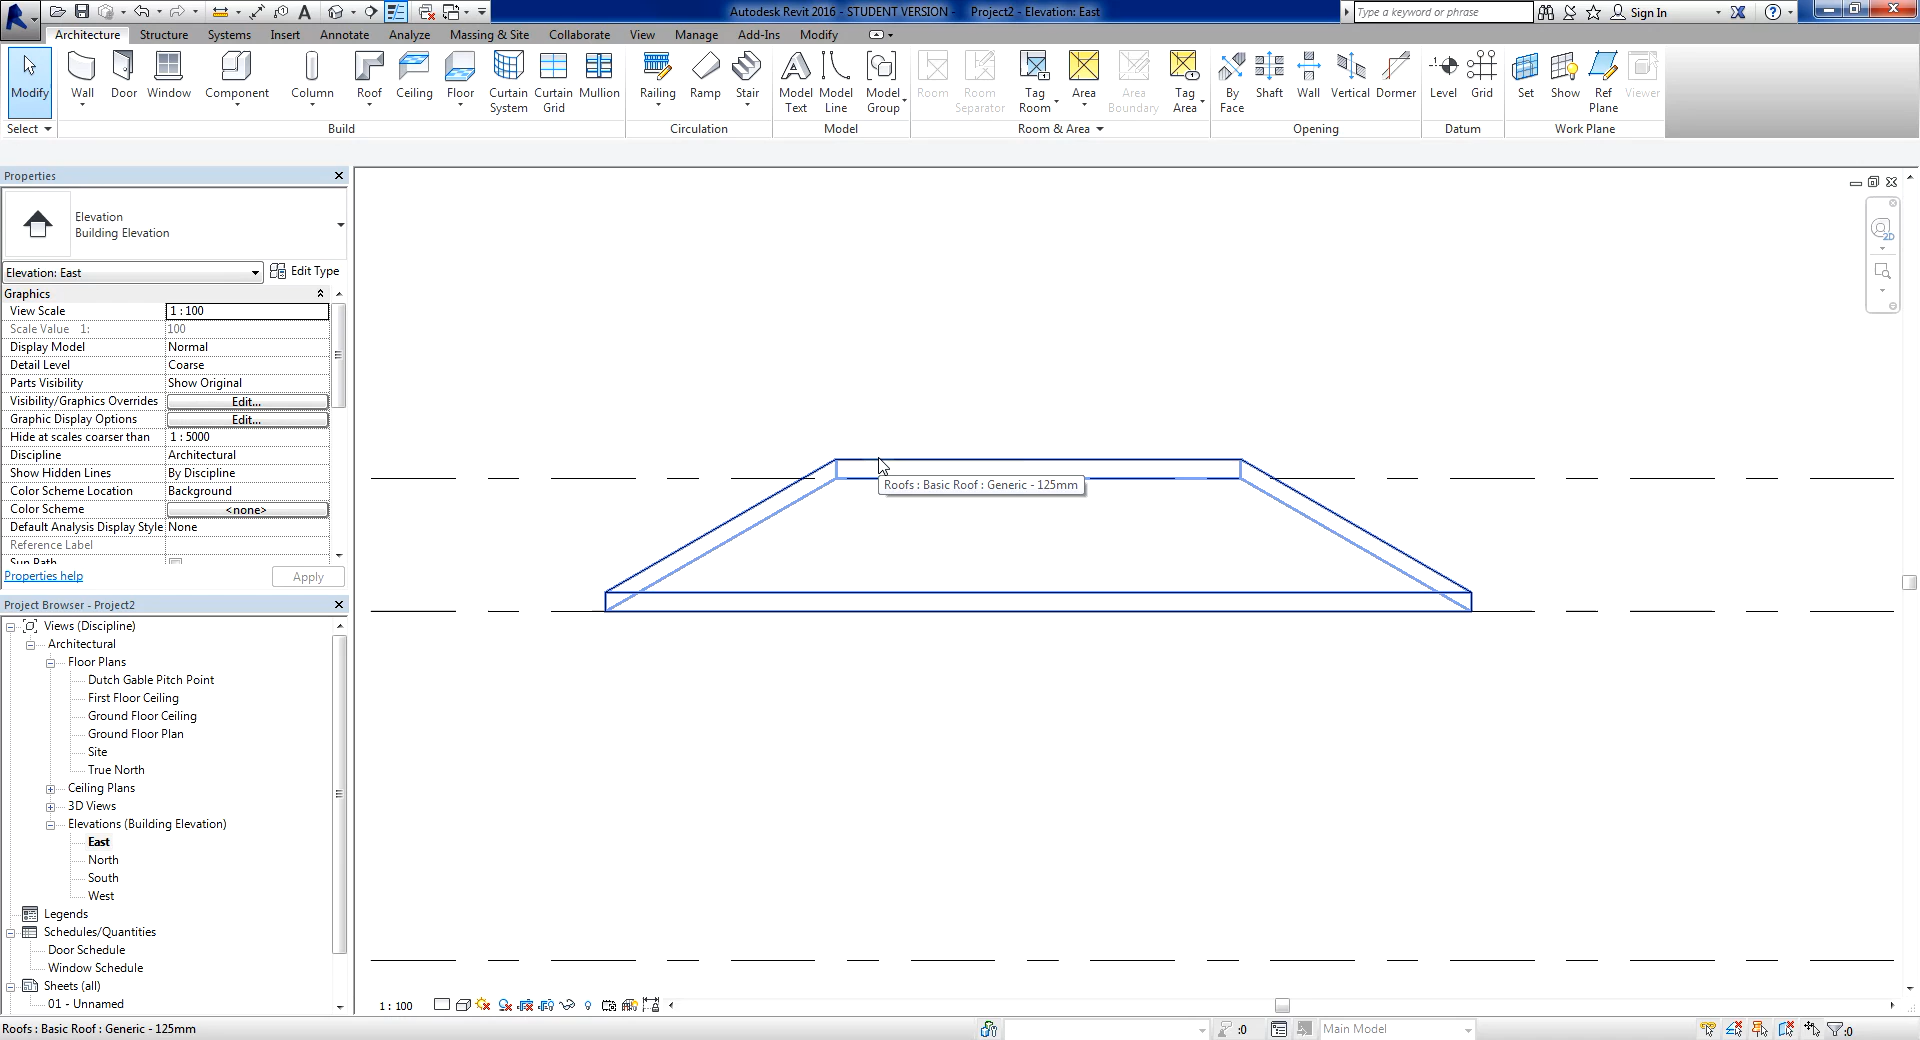 Autodesk Revit 2016 - STUDENT VERSION - Project2 - Elevation: East
Type a keyword or phrase
Sign In
Architecture Structure Systems Insert Annotate Analyze Massing & Site Collaborate View Manage Add-Ins Modify
Modify Wall Door Window Component Column Roof Ceiling Floor Curtain System Curtain Grid Mullion Railing Ramp Stair Model Text Model Line Model Group Room Room Separator Tag Room Area Area Boundary Tag Area By Face Shaft Wall Vertical Dormer Level Grid Set Show Ref Plane Viewer
Select Build Circulation Model Room & Area Opening Datum Work Plane
Properties
Elevation
Building Elevation
Elevation: East Edit Type
Graphics
View Scale 1 : 100
Scale Value 1: 100
Display Model Normal
Detail Level Coarse
Parts Visibility Show Original
Visibility/Graphics Overrides Edit...
Graphic Display Options Edit...
Hide at scales coarser than 1 : 5000
Discipline Architectural
Show Hidden Lines By Discipline
Color Scheme Location Background
Color Scheme <none>
Default Analysis Display Style None
Reference Label
Sun Path
Properties help Apply
Project Browser - Project2
Views (Discipline)
Architectural
Floor Plans
Dutch Gable Pitch Point
First Floor Ceiling
Ground Floor Ceiling
Ground Floor Plan
Site
True North
Ceiling Plans
3D Views
Elevations (Building Elevation)
East
North
South
West
Legends
Schedules/Quantities
Door Schedule
Window Schedule
Sheets (all)
01 - Unnamed
Roofs : Basic Roof : Generic - 125mm
2D
1 : 100
Roofs : Basic Roof : Generic - 125mm
:0
Main Model
:0